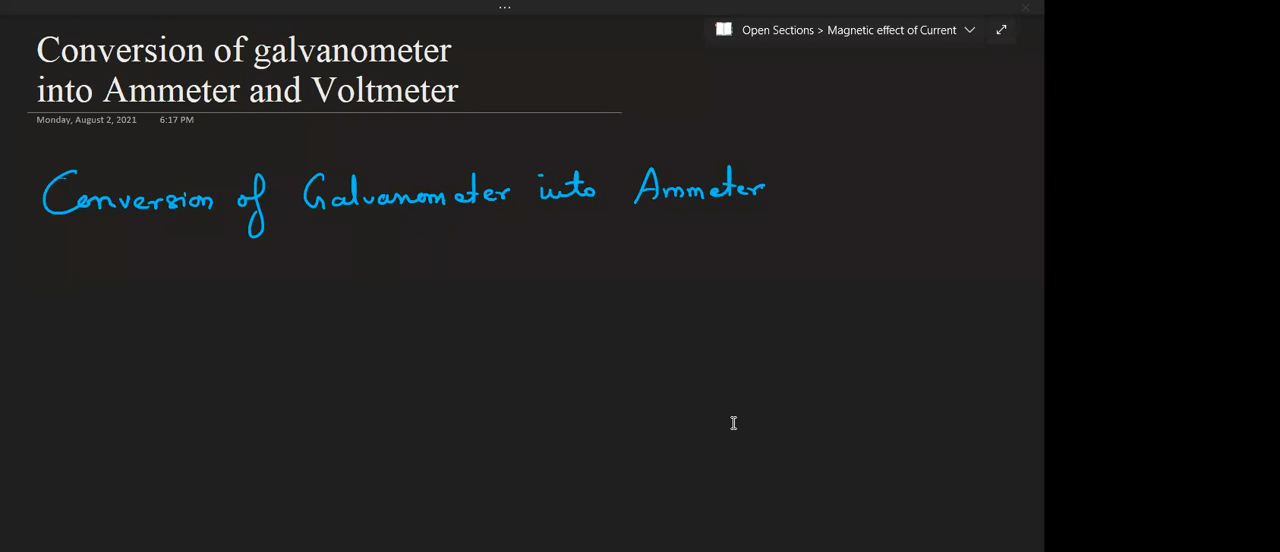 Open Sections > Magnetic effect of Current
Conversion of galvanometer
into Ammeter and Voltmeter
Monday, August 2, 2021 6:17 PM
Conversion of Galvanometer into Ammeter